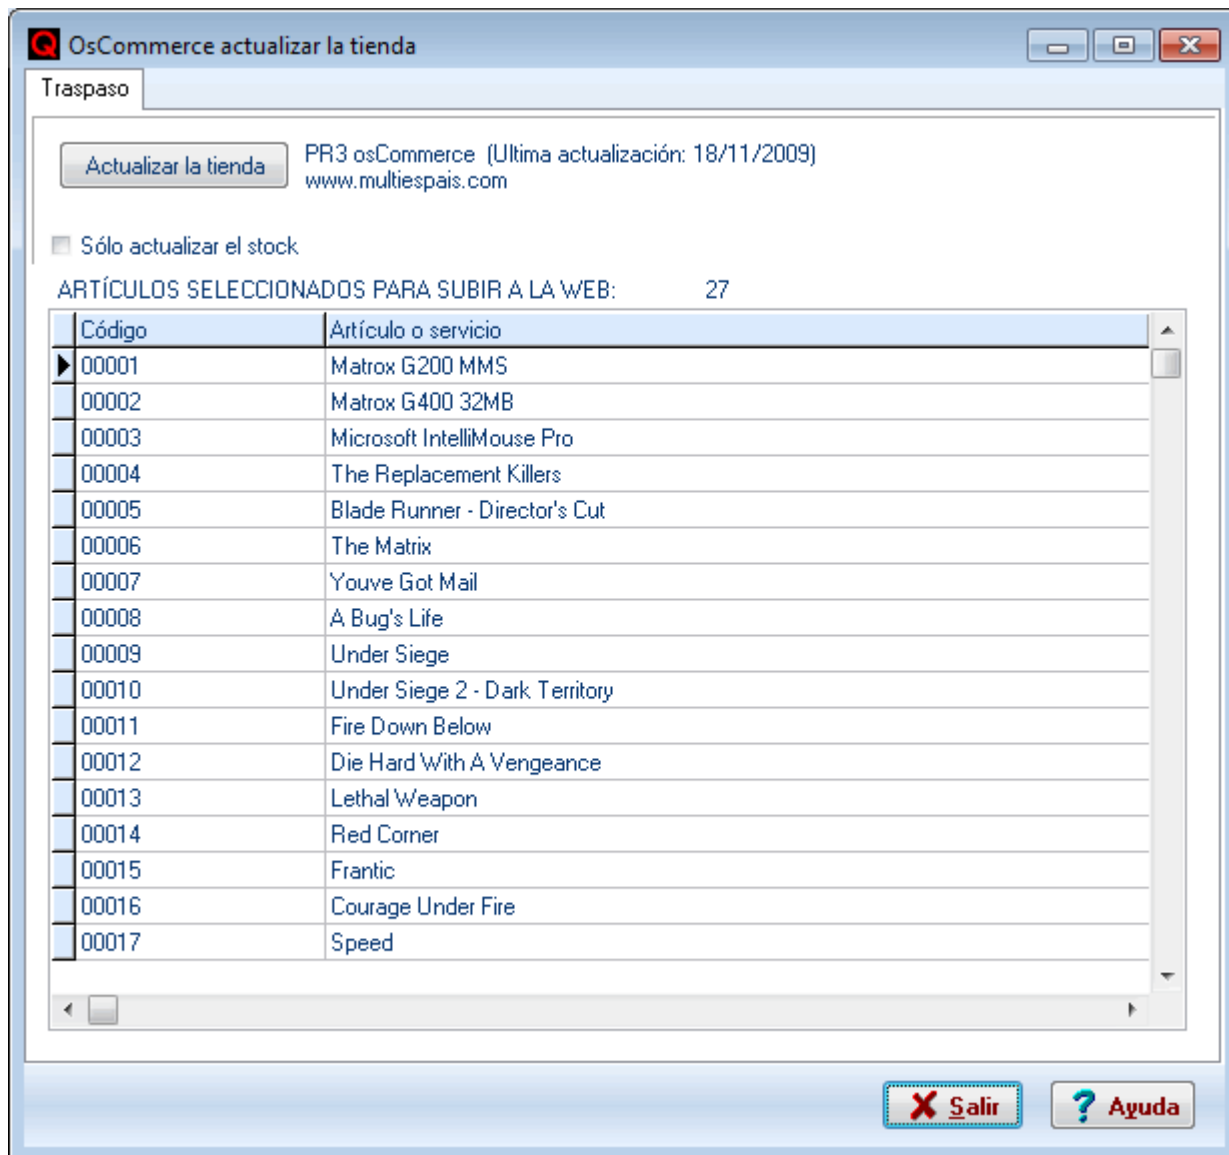 OsCommerce actualizar la tienda
Traspaso
Actualizar la tienda
PR3 osCommerce (Ultima actualización: 18/11/2009)
www.multiespais.com
Sólo actualizar el stock
ARTÍCULOS SELECCIONADOS PARA SUBIR A LA WEB: 27
Código Artículo o servicio
00001 Matrox G200 MMS
00002 Matrox G400 32MB
00003 Microsoft IntelliMouse Pro
00004 The Replacement Killers
00005 Blade Runner - Director's Cut
00006 The Matrix
00007 Youve Got Mail
00008 A Bug's Life
00009 Under Siege
00010 Under Siege 2 - Dark Territory
00011 Fire Down Below
00012 Die Hard With A Vengeance
00013 Lethal Weapon
00014 Red Corner
00015 Frantic
00016 Courage Under Fire
00017 Speed
Salir
Ayuda